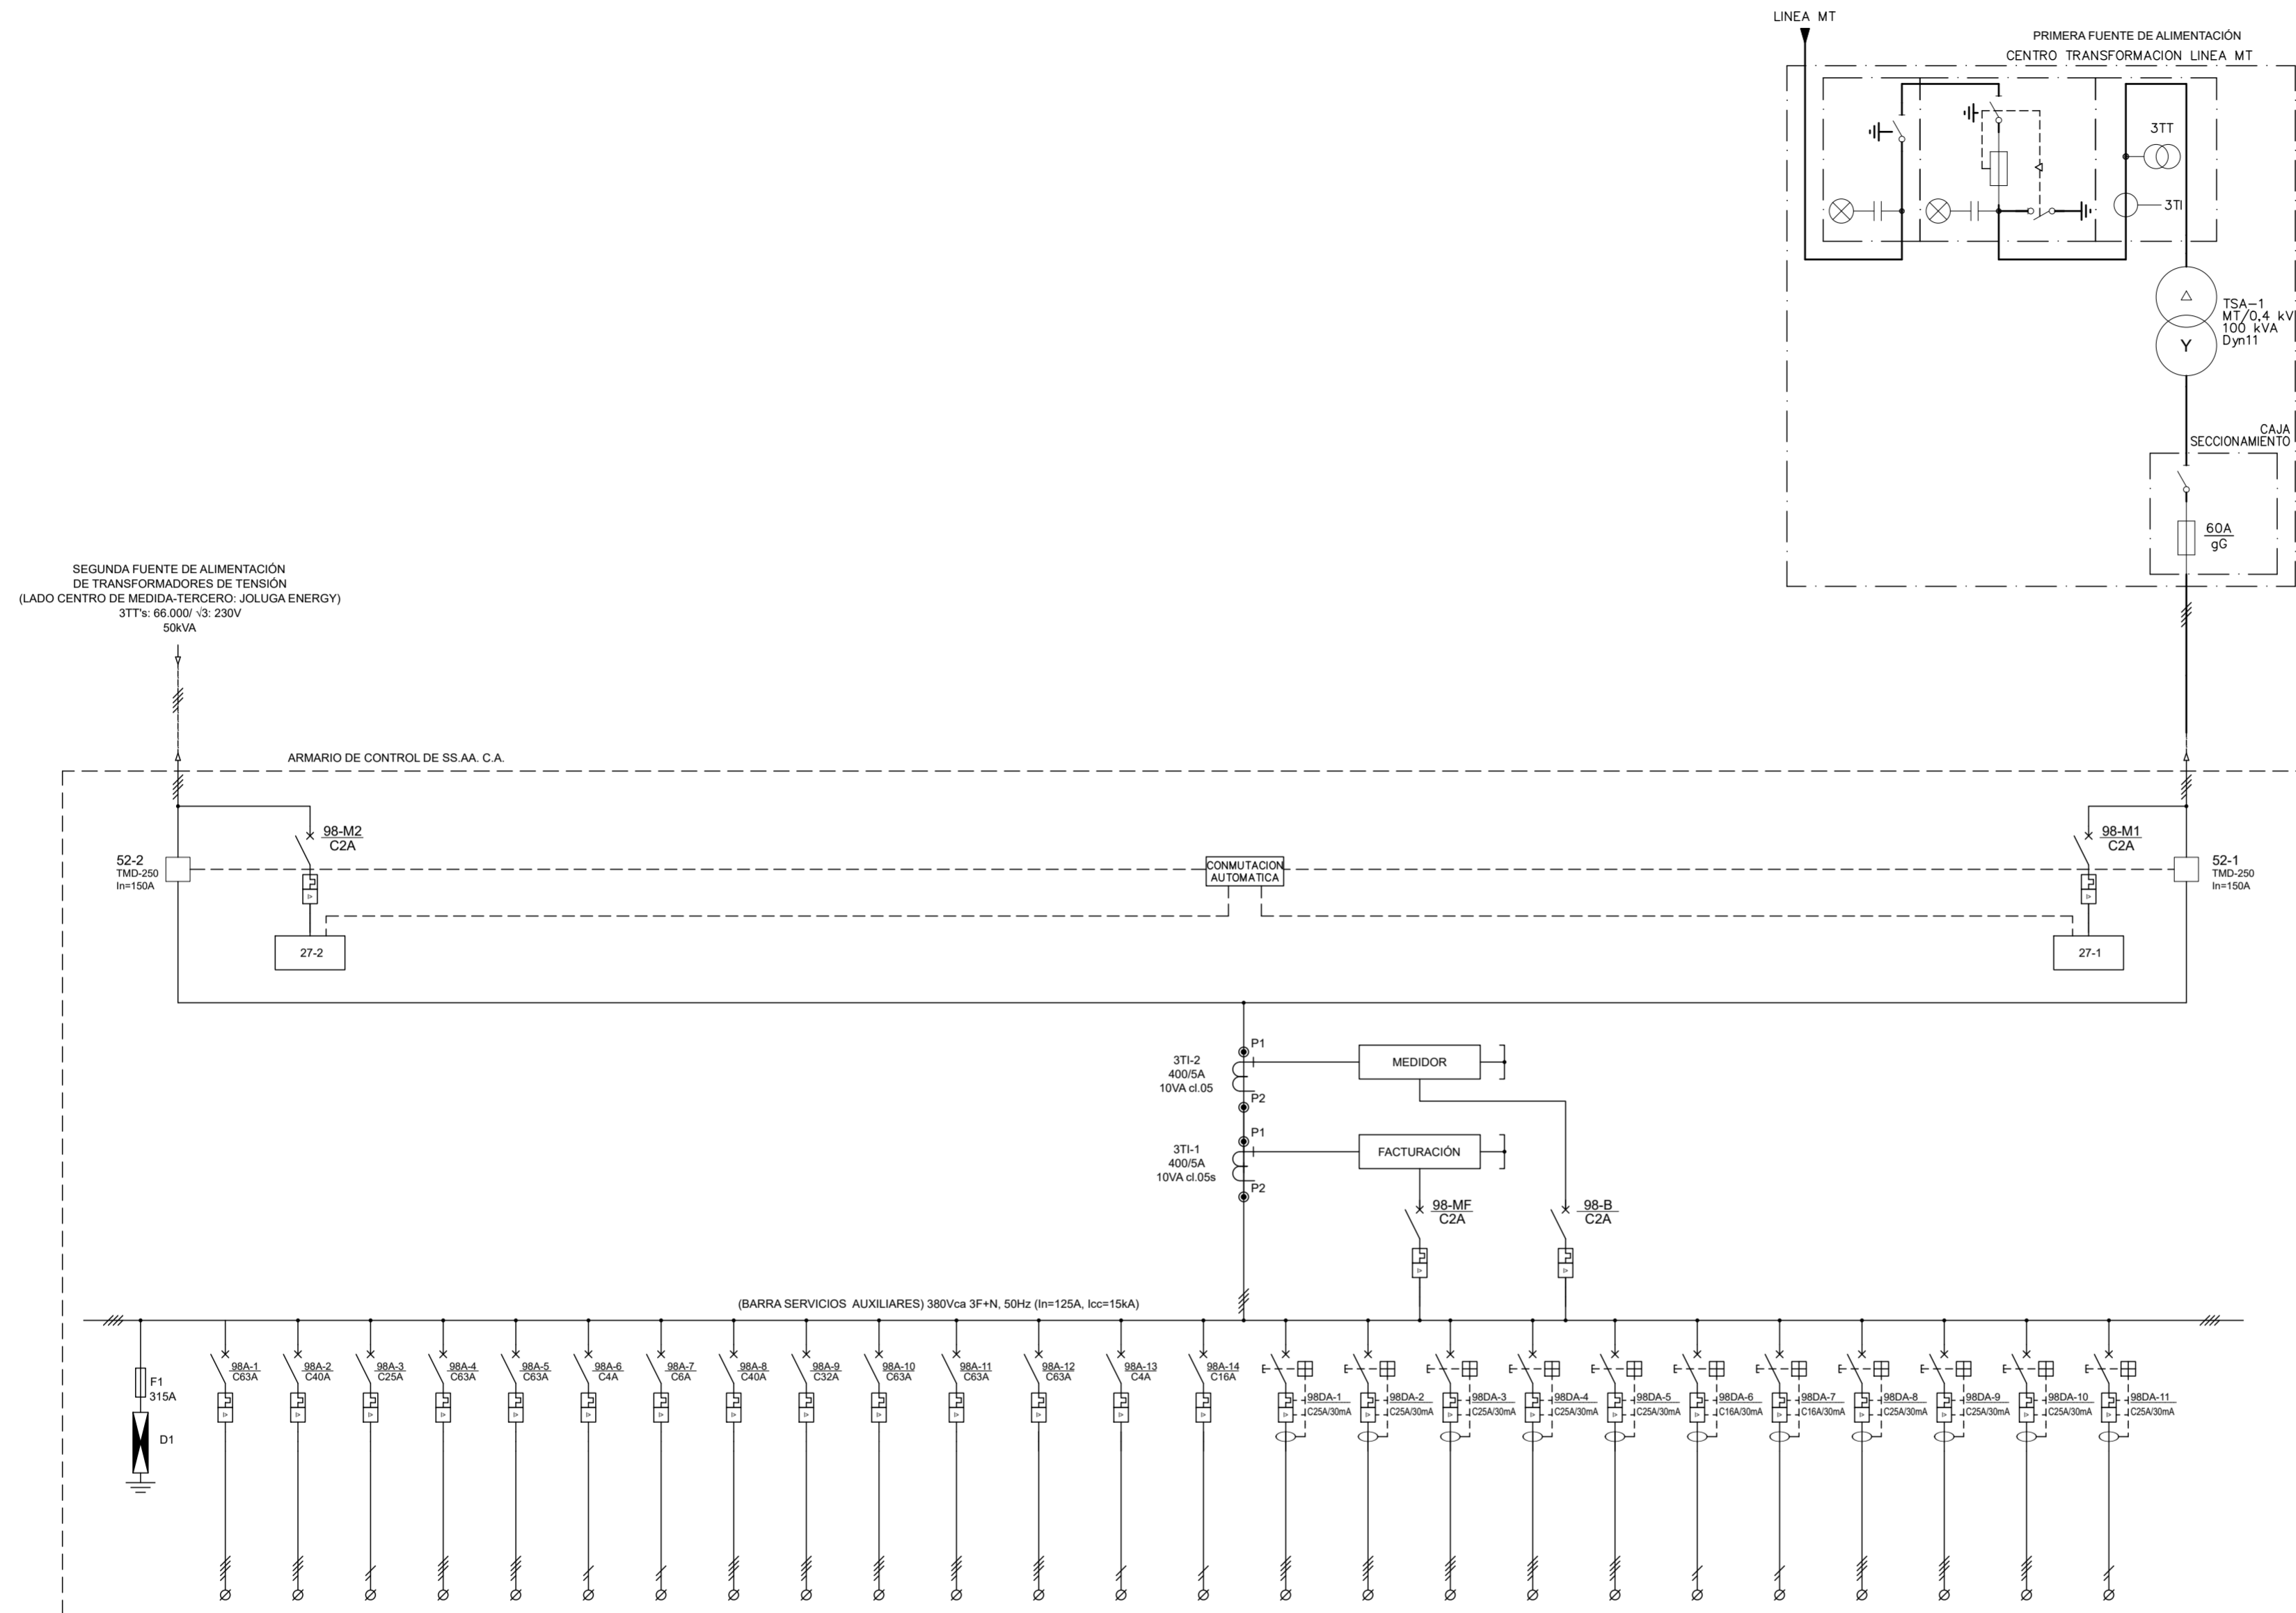 LINEA MT
PRIMERA FUENTE DE ALIMENTACIÓN
CENTRO TRANSFORMACION LINEA MT
3TT
3TI
TSA-1
MT/0,4 kV
100 kVA
Dyn11
Y
CAJA
SECCIONAMIENTO
60A
gG
SEGUNDA FUENTE DE ALIMENTACIÓN
DE TRANSFORMADORES DE TENSIÓN
(LADO CENTRO DE MEDIDA-TERCERO: JOLUGA ENERGY)
3TT's: 66.000/ √3: 230V
50kVA
ARMARIO DE CONTROL DE SS.AA. C.A.
98-M2
C2A
52-2
TMD-250
In=150A
27-2
CONMUTACION
AUTOMATICA
98-M1
C2A
52-1
TMD-250
In=150A
27-1
3TI-2
400/5A
10VA cl.05
P1
P2
MEDIDOR
3TI-1
400/5A
10VA cl.05s
P1
P2
FACTURACIÓN
98-MF
C2A
98-B
C2A
(BARRA SERVICIOS AUXILIARES) 380Vca 3F+N, 50Hz (In=125A, Icc=15kA)
F1
315A
D1
98A-1
C63A
98A-2
C40A
98A-3
C25A
98A-4
C63A
98A-5
C63A
98A-6
C4A
98A-7
C6A
98A-8
C40A
98A-9
C32A
98A-10
C63A
98A-11
C63A
98A-12
C63A
98A-13
C4A
98A-14
C16A
98DA-1
C25A/30mA
98DA-2
C25A/30mA
98DA-3
C25A/30mA
98DA-4
C25A/30mA
98DA-5
C25A/30mA
98DA-6
C16A/30mA
98DA-7
C16A/30mA
98DA-8
C25A/30mA
98DA-9
C25A/30mA
98DA-10
C25A/30mA
98DA-11
C25A/30mA